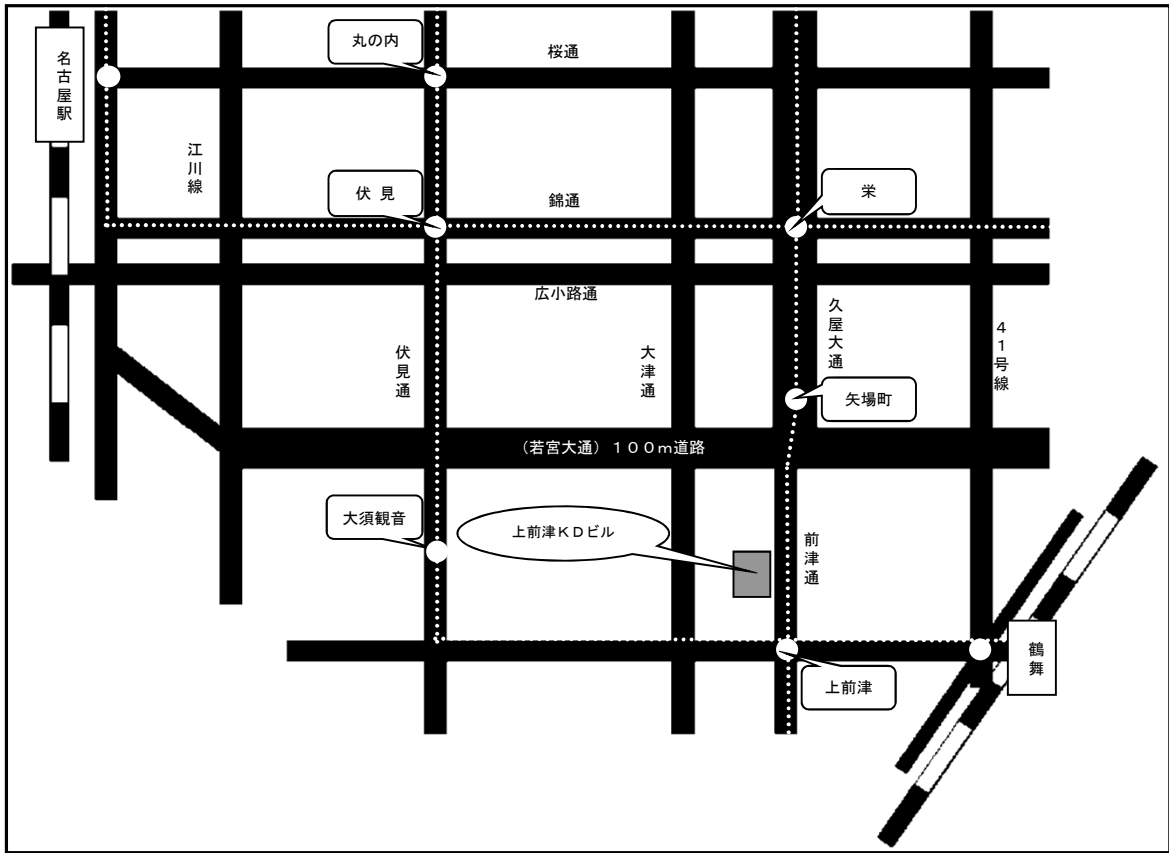 丸の内
桜通
名古屋駅
江川線
伏 見
錦通
栄
広小路通
久屋大通
４１号線
伏見通
大津通
矢場町
（若宮大通）１００ｍ道路
大須観音
上前津ＫＤビル
前津通
鶴舞
上前津